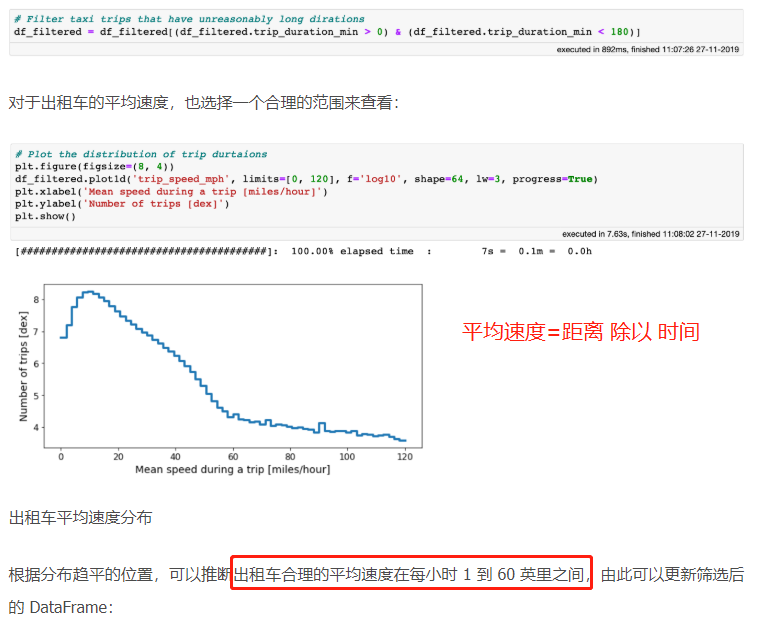 # Filter taxi trips that have unreasonably long dirations
df_filtered = df_filtered[(df_filtered.trip_duration_min > 0) & (df_filtered.trip_duration_min < 180)]
executed in 892ms, finished 11:07:26 27-11-2019
对于出租车的平均速度，也选择一个合理的范围来查看：
# Plot the distribution of trip durtaions
plt.figure(figsize=(8, 4))
df_filtered.plot1d('trip_speed_mph', limits=[0, 120], f='log10', shape=64, lw=3, progress=True)
plt.xlabel('Mean speed during a trip [miles/hour]')
plt.ylabel('Number of trips [dex]')
plt.show()
executed in 7.63s, finished 11:08:02 27-11-2019
[########################################]: 100.00% elapsed time : 7s = 0.1m = 0.0h
8
7
6
5
4
Number of trips [dex]
0 20 40 60 80 100 120
Mean speed during a trip [miles/hour]
平均速度=距离 除以 时间
出租车平均速度分布
根据分布趋平的位置，可以推断出租车合理的平均速度在每小时 1 到 60 英里之间，由此可以更新筛选后
的 DataFrame：